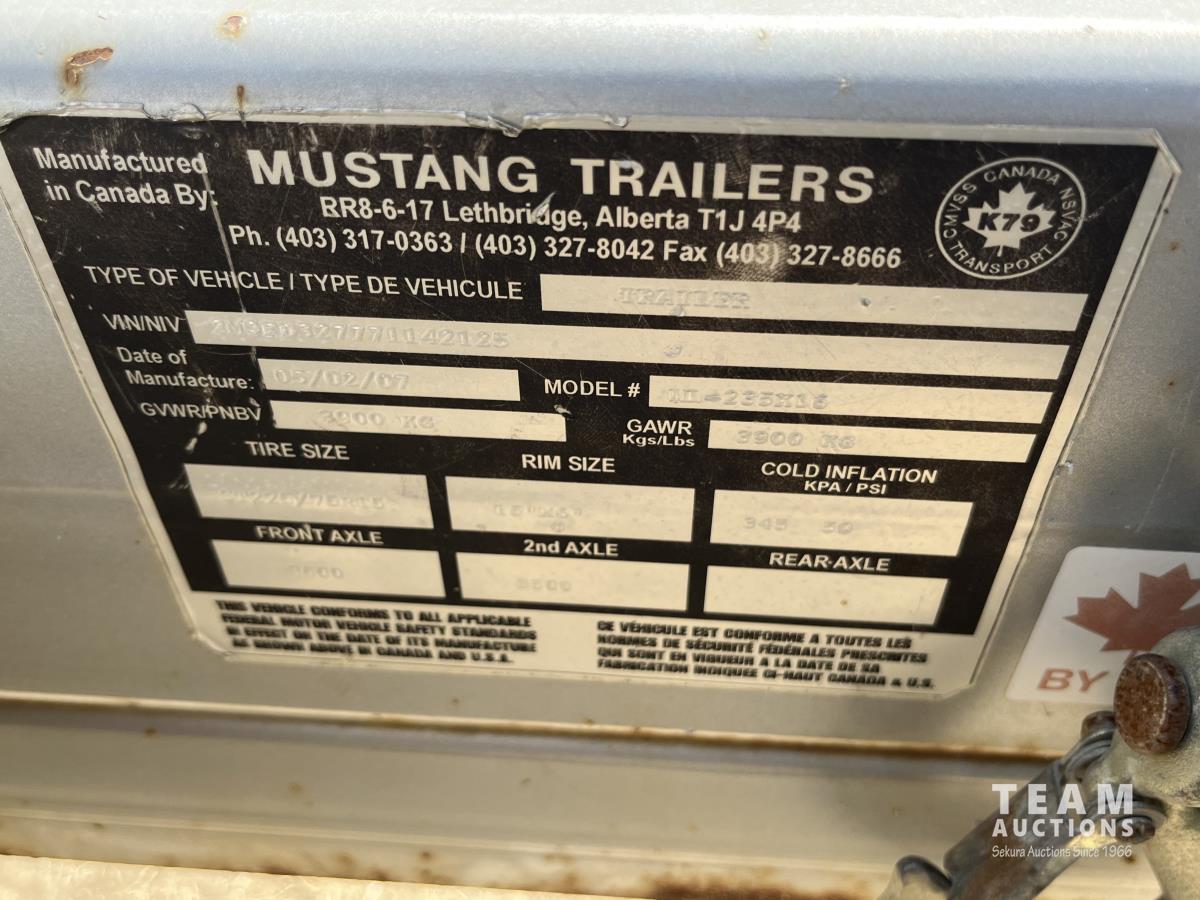 Manufactured
in Canada By:
MUSTANG TRAILERS
RR8-6-17 Lethbridge, Alberta T1J 4P4
Ph. (403) 317-0363 / (403) 327-8042 Fax (403) 327-8666
CMVSS CANADA NSVAC
K79
TRANSPORT
TYPE OF VEHICLE / TYPE DE VEHICULE TRAILER
VIN/NIV
Date of
Manufacture: 05/02/07 MODEL #
GVWR/PNBV 3900 KG GAWR 3900 KG
Kgs/Lbs
TIRE SIZE RIM SIZE COLD INFLATION
KPA / PSI
345 50
FRONT AXLE 2nd AXLE REAR AXLE
3500 3500
THIS VEHICLE CONFORMS TO ALL APPLICABLE
FEDERAL MOTOR VEHICLE SAFETY STANDARDS
IN EFFECT ON THE DATE OF ITS MANUFACTURE
AS SHOWN ABOVE IN CANADA AND U.S.A.
CE VÉHICULE EST CONFORME A TOUTES LES
NORMES DE SÉCURITÉ FÉDÉRALES PRESCRITES
QUI SONT EN VIGUEUR A LA DATE DE SA
FABRICATION INDIQUEE CI-HAUT CANADA & U.S.
BY
TEAM
AUCTIONS
Sekura Auctions Since 1966